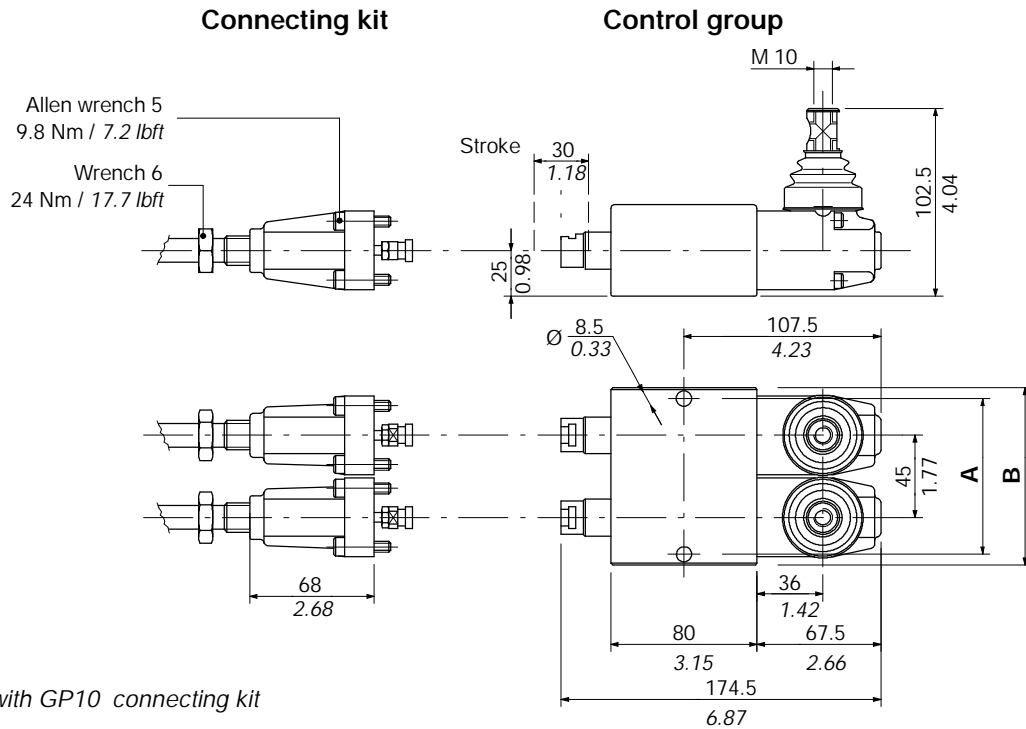 Connecting kit
Control group
M 10
Allen wrench 5
9.8 Nm / 7.2 lbft
Wrench 6
24 Nm / 17.7 lbft
Stroke
30
1.18
102.5
4.04
25
0.98
Ø 8.5
0.33
107.5
4.23
45
1.77
A
B
36
1.42
68
2.68
80
3.15
67.5
2.66
174.5
6.87
with GP10 connecting kit